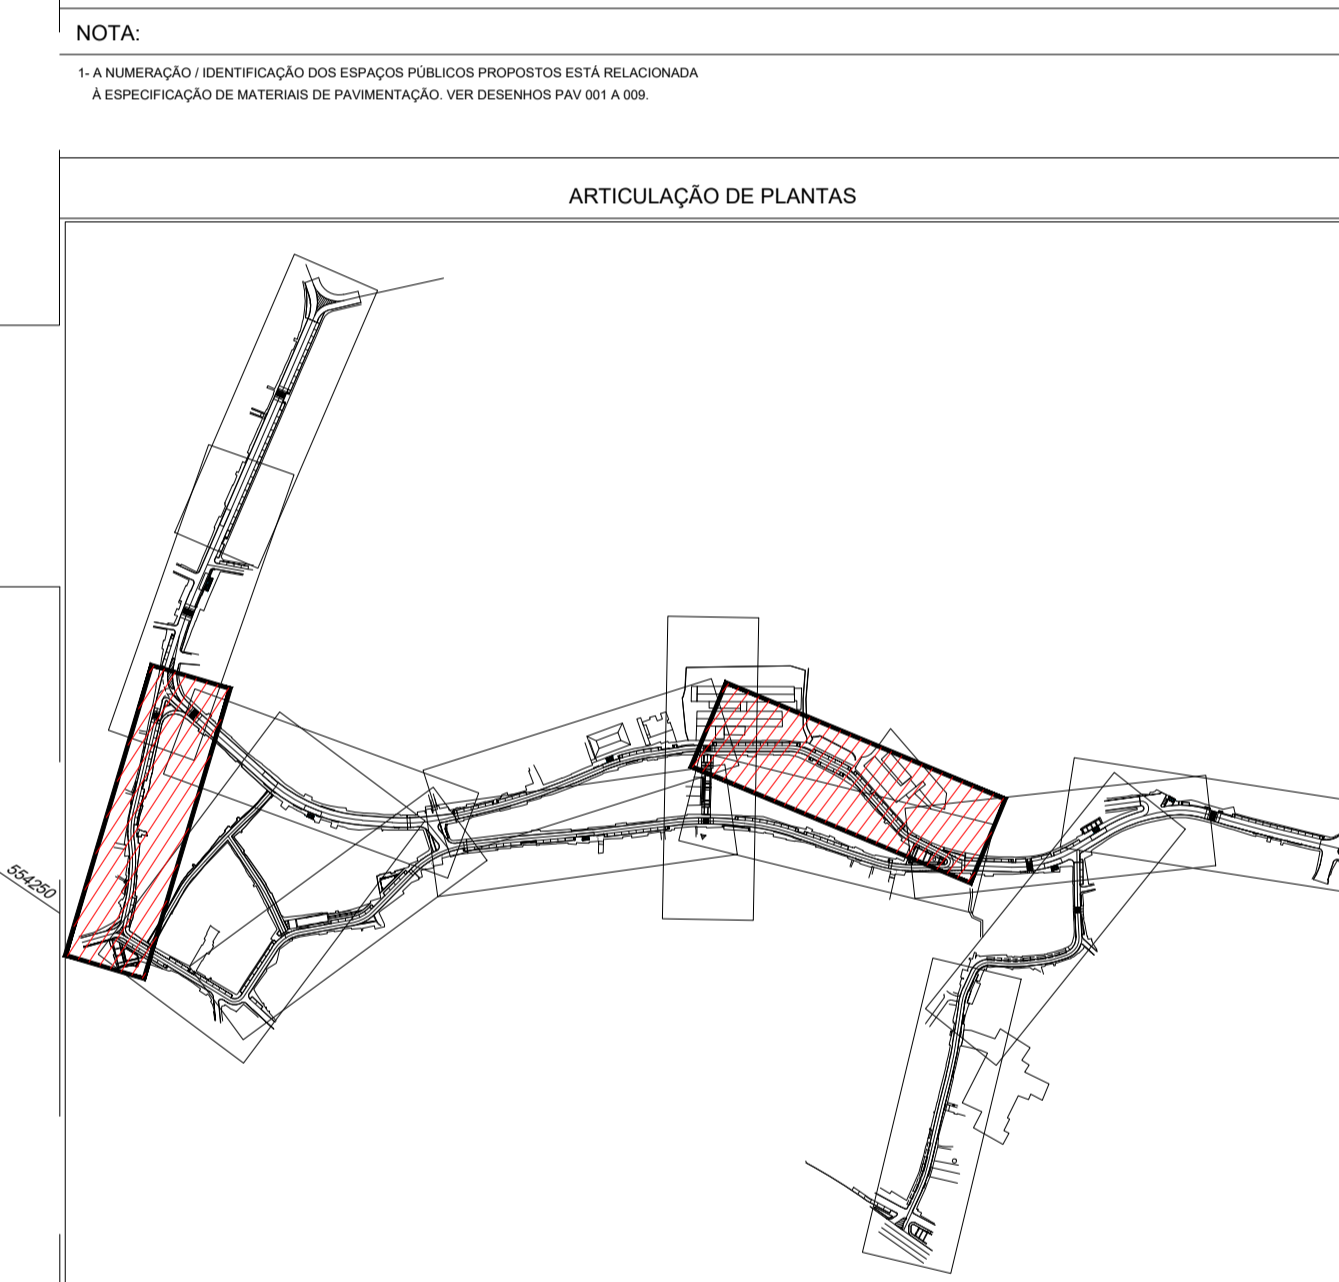 NOTA:
1- A NUMERAÇÃO / IDENTIFICAÇÃO DOS ESPAÇOS PÚBLICOS PROPOSTOS ESTÁ RELACIONADA
À ESPECIFICAÇÃO DE MATERIAIS DE PAVIMENTAÇÃO. VER DESENHOS PAV 001 A 009.
ARTICULAÇÃO DE PLANTAS
554250